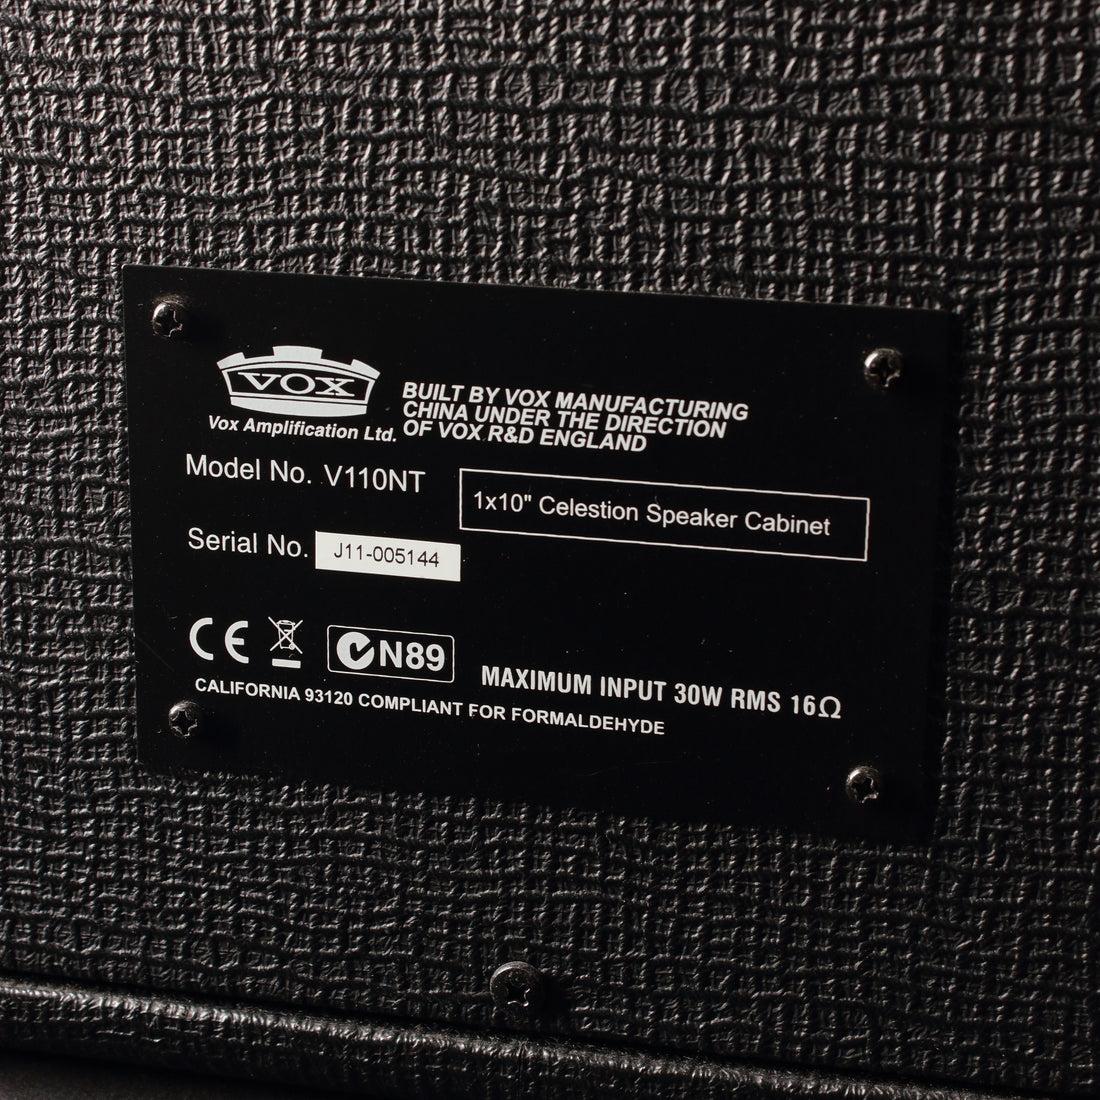 VOX
Vox Amplification Ltd.
BUILT BY VOX MANUFACTURING
CHINA UNDER THE DIRECTION
OF VOX R&D ENGLAND
Model No. V110NT
1x10" Celestion Speaker Cabinet
Serial No. J11-005144
CE N89
MAXIMUM INPUT 30W RMS 16Ω
CALIFORNIA 93120 COMPLIANT FOR FORMALDEHYDE